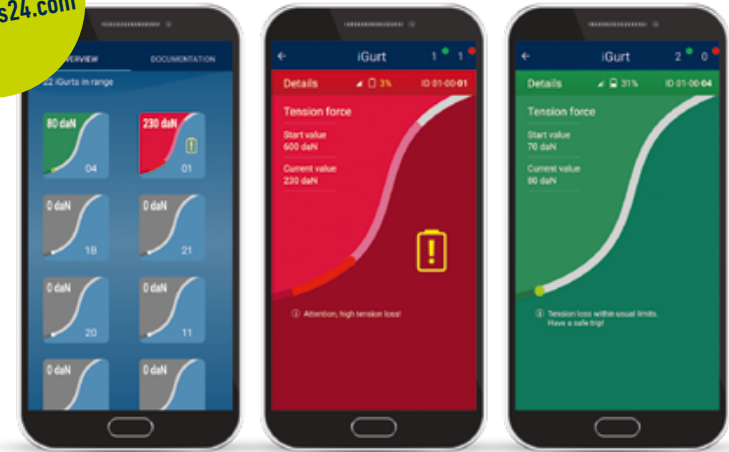 s24.com
OVERVIEW
DOCUMENTATION
22 iGurts in range
80 daN
04
230 daN
01
0 daN
18
0 daN
21
0 daN
20
0 daN
11
0 daN
0 daN
iGurt
1 1
Details
3%
ID 01-00-01
Tension force
Start value
600 daN
Current value
230 daN
Attention, high tension loss!
iGurt
2 0
Details
31%
ID 01-00-04
Tension force
Start value
70 daN
Current value
80 daN
Tension loss within usual limits.
Have a safe trip!